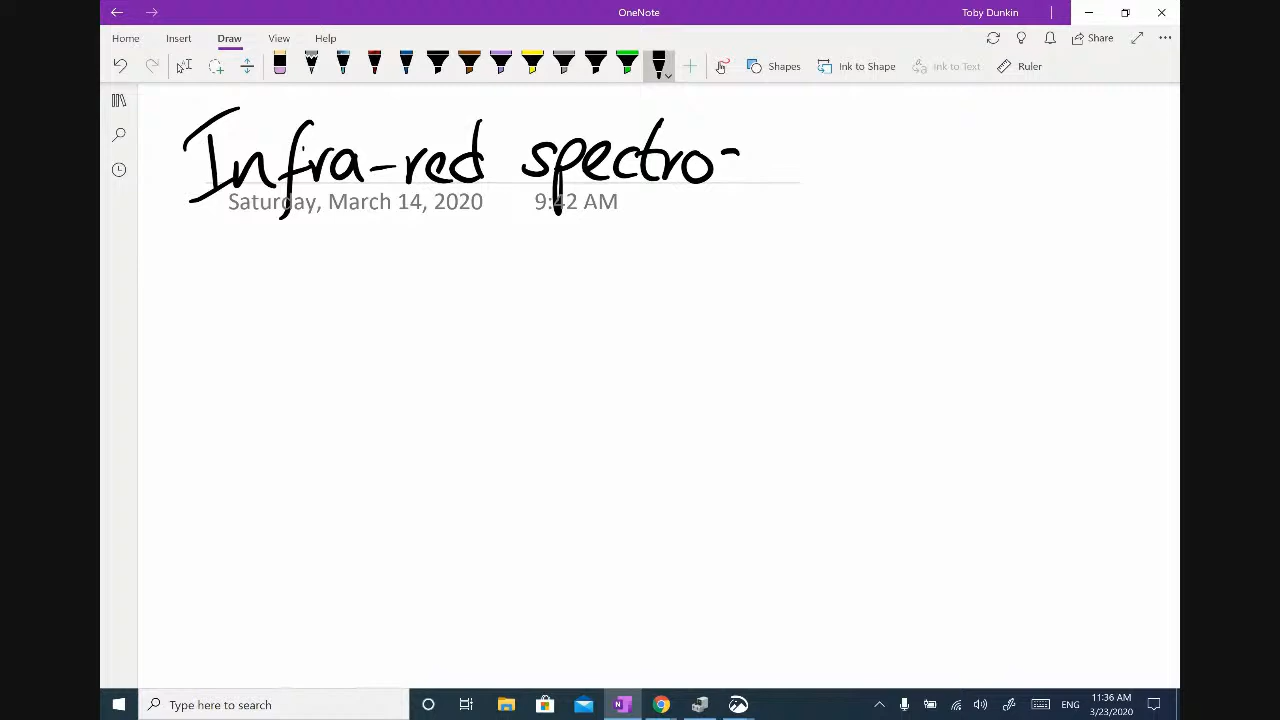 OneNote
Toby Dunkin
Home Insert Draw View Help
Share
Shapes Ink to Shape Ink to Text Ruler
Infra-red spectro-
Saturday, March 14, 2020 9:42 AM
Type here to search
ENG
11:36 AM
3/23/2020